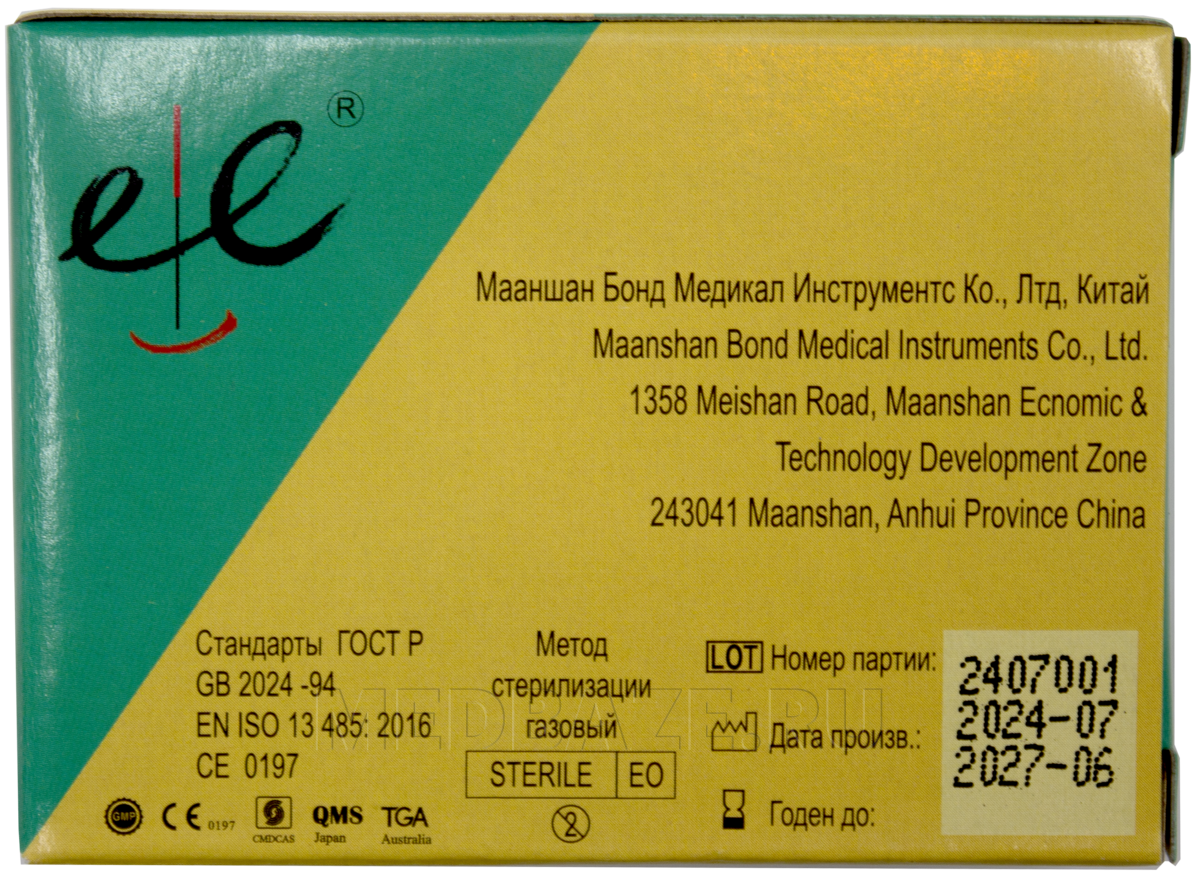 ele ®
Мааншан Бонд Медикал Инструментс Ко., Лтд, Китай
Maanshan Bond Medical Instruments Co., Ltd.
1358 Meishan Road, Maanshan Ecnomic &
Technology Development Zone
243041 Maanshan, Anhui Province China
Стандарты ГОСТ Р
GB 2024 -94
EN ISO 13 485: 2016
CE 0197
GMP
CE 0197
CMDCAS
QMS
Japan
TGA
Australia
Метод
стерилизации
газовый
STERILE EO
2
LOT Номер партии:
Дата произв.:
Годен до:
2407001
2024-07
2027-06
MEDBAZE.RU